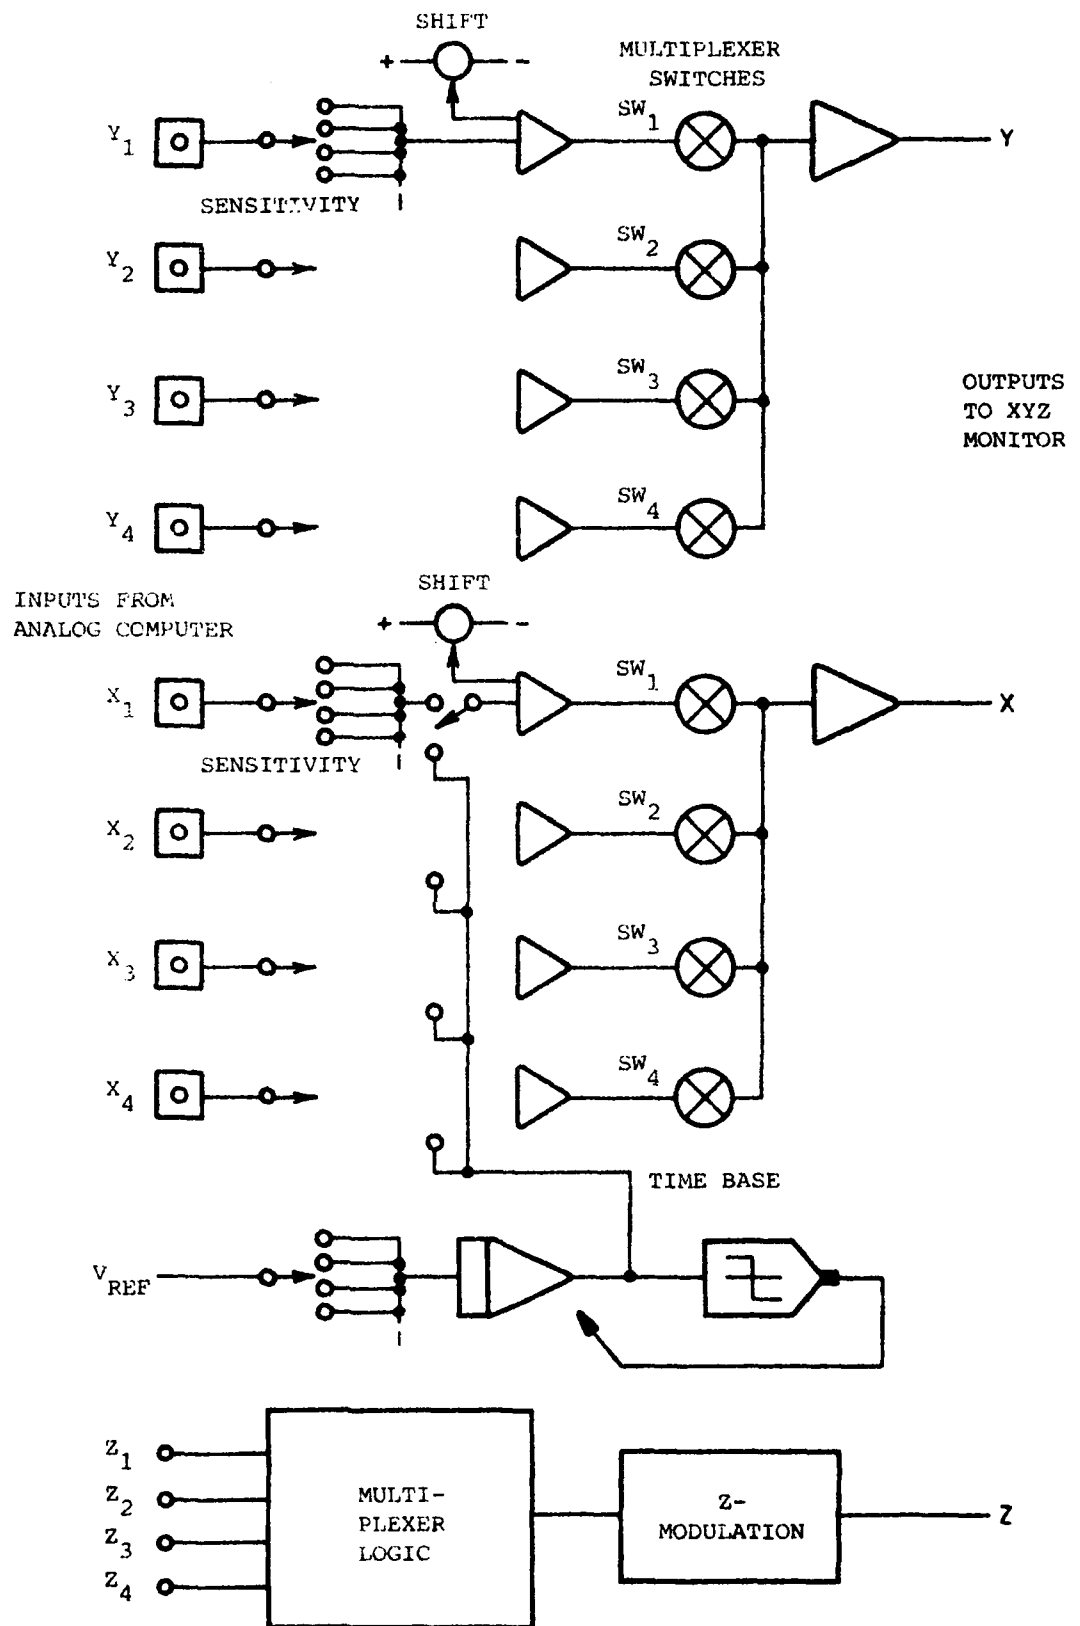 SHIFT
+ -
MULTIPLEXER
SWITCHES
Y1
SW1
Y
SENSITIVITY
Y2
SW2
Y3
SW3
OUTPUTS
TO XYZ
MONITOR
Y4
SW4
INPUTS FROM
ANALOG COMPUTER
SHIFT
+ -
X1
SW1
X
SENSITIVITY
X2
SW2
X3
SW3
X4
SW4
TIME BASE
VREF
Z1
Z2
Z3
Z4
MULTI-
PLEXER
LOGIC
Z-
MODULATION
Z